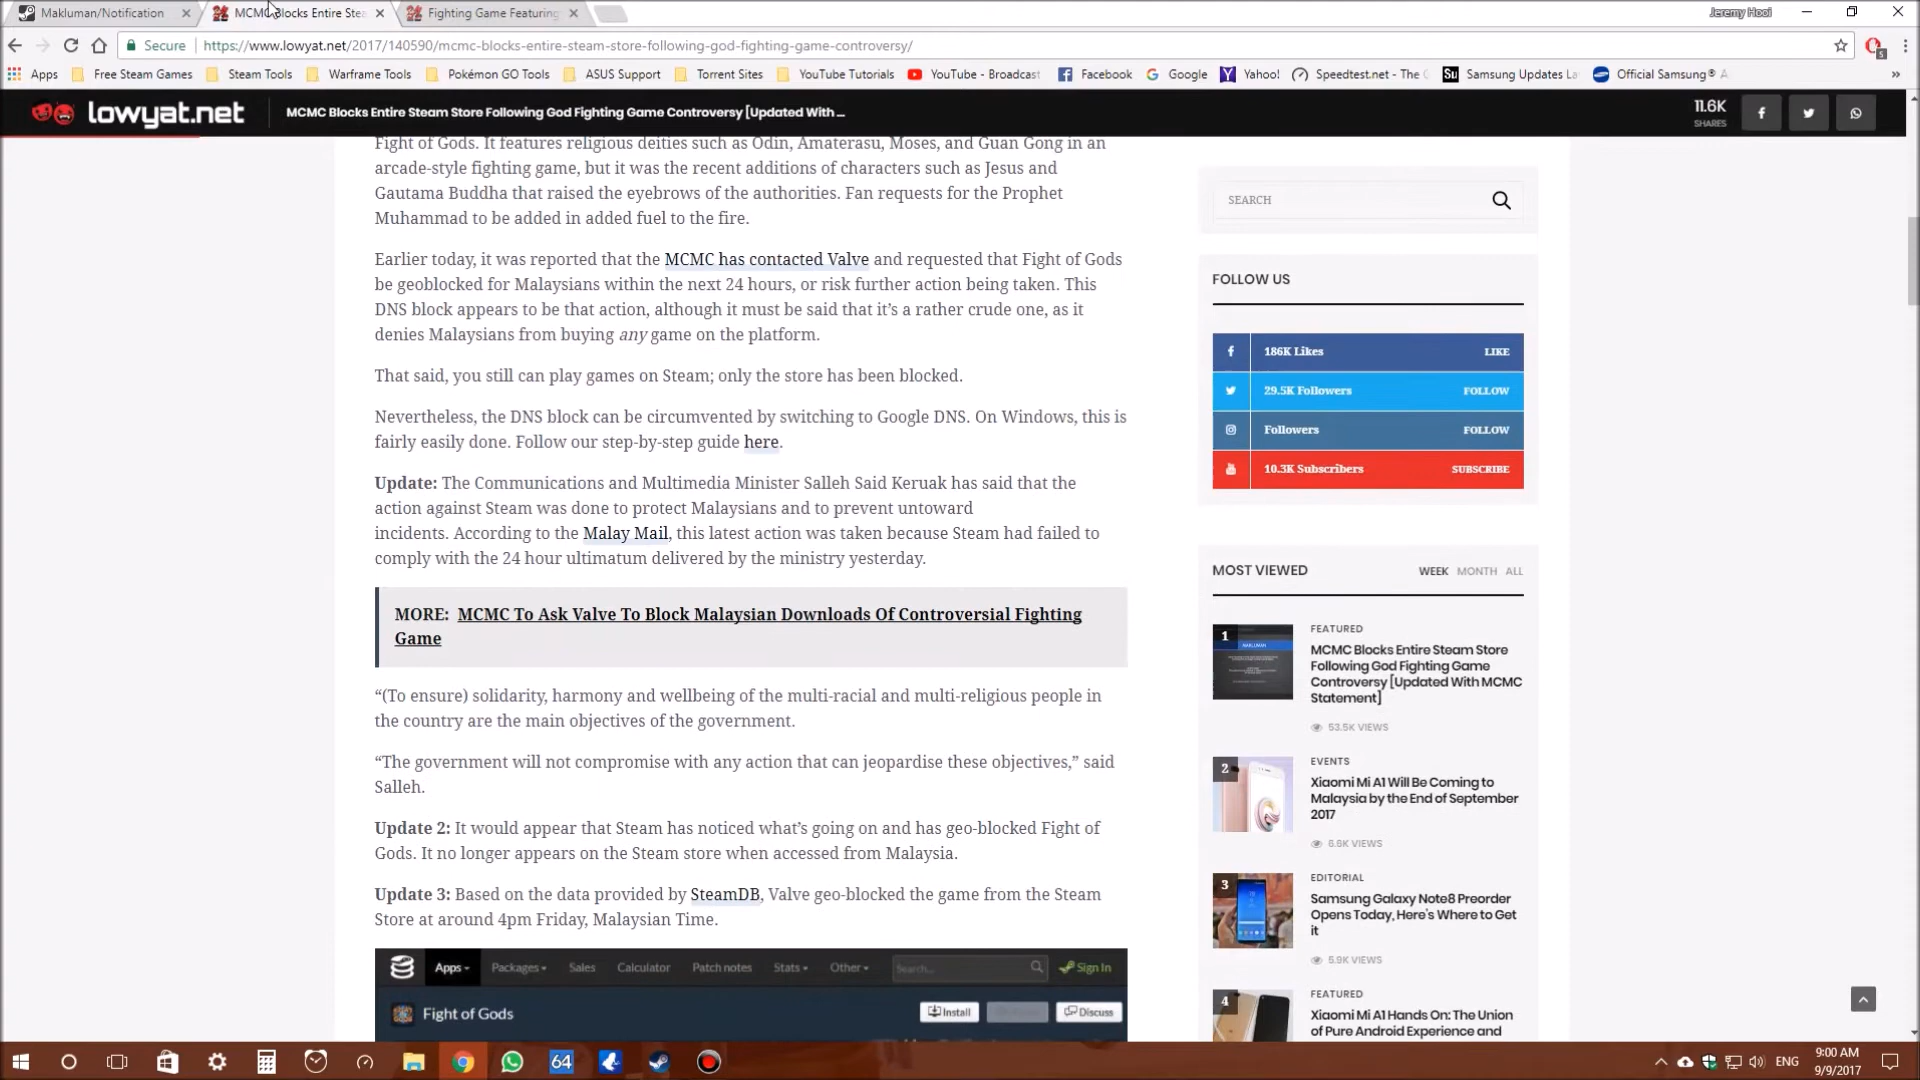 Makluman/Notification
MCMC Blocks Entire Stea
Fighting Game Featuring
Jeremy Hooi
Secure
https://www.lowyat.net/2017/140590/mcmc-blocks-entire-steam-store-following-god-fighting-game-controversy/
Apps Free Steam Games Steam Tools Warframe Tools Pokémon GO Tools ASUS Support Torrent Sites YouTube Tutorials YouTube - Broadcast Facebook Google Yahoo! Speedtest.net - The Samsung Updates Official Samsung®
lowyat.net
MCMC Blocks Entire Steam Store Following God Fighting Game Controversy [Updated With ...
11.6K
SHARES
Fight of Gods. It features religious deities such as Odin, Amaterasu, Moses, and Guan Gong in an
arcade-style fighting game, but it was the recent additions of characters such as Jesus and
Gautama Buddha that raised the eyebrows of the authorities. Fan requests for the Prophet
Muhammad to be added in added fuel to the fire.
Earlier today, it was reported that the MCMC has contacted Valve and requested that Fight of Gods
be geoblocked for Malaysians within the next 24 hours, or risk further action being taken. This
DNS block appears to be that action, although it must be said that it’s a rather crude one, as it
denies Malaysians from buying any game on the platform.
That said, you still can play games on Steam; only the store has been blocked.
Nevertheless, the DNS block can be circumvented by switching to Google DNS. On Windows, this is
fairly easily done. Follow our step-by-step guide here.
Update: The Communications and Multimedia Minister Salleh Said Keruak has said that the
action against Steam was done to protect Malaysians and to prevent untoward
incidents. According to the Malay Mail, this latest action was taken because Steam had failed to
comply with the 24 hour ultimatum delivered by the ministry yesterday.
MORE: MCMC To Ask Valve To Block Malaysian Downloads Of Controversial Fighting
Game
“(To ensure) solidarity, harmony and wellbeing of the multi-racial and multi-religious people in
the country are the main objectives of the government.
“The government will not compromise with any action that can jeopardise these objectives,” said
Salleh.
Update 2: It would appear that Steam has noticed what’s going on and has geo-blocked Fight of
Gods. It no longer appears on the Steam store when accessed from Malaysia.
Update 3: Based on the data provided by SteamDB, Valve geo-blocked the game from the Steam
Store at around 4pm Friday, Malaysian Time.
Apps Packages Sales Calculator Patch notes Stats Other Search... Sign In
Fight of Gods
Install
Discuss
SEARCH
FOLLOW US
186K Likes LIKE
29.5K Followers FOLLOW
Followers FOLLOW
10.3K Subscribers SUBSCRIBE
MOST VIEWED WEEK MONTH ALL
1
MAKLUMAN
FEATURED
MCMC Blocks Entire Steam Store
Following God Fighting Game
Controversy [Updated With MCMC
Statement]
53.5K VIEWS
2
EVENTS
Xiaomi Mi A1 Will Be Coming to
Malaysia by the End of September
2017
6.6K VIEWS
3
EDITORIAL
Samsung Galaxy Note8 Preorder
Opens Today, Here’s Where to Get
it
5.9K VIEWS
4
FEATURED
Xiaomi Mi A1 Hands On: The Union
of Pure Android Experience and
64
ENG
9:00 AM
9/9/2017